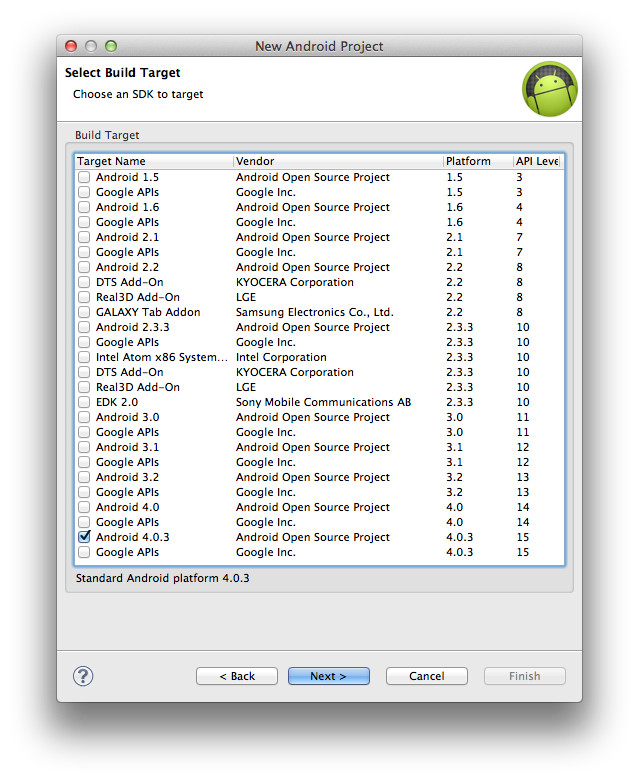 New Android Project
Select Build Target
Choose an SDK to target
Build Target
Target Name Vendor Platform API Leve
Android 1.5 Android Open Source Project 1.5 3
Google APIs Google Inc. 1.5 3
Android 1.6 Android Open Source Project 1.6 4
Google APIs Google Inc. 1.6 4
Android 2.1 Android Open Source Project 2.1 7
Google APIs Google Inc. 2.1 7
Android 2.2 Android Open Source Project 2.2 8
DTS Add-On KYOCERA Corporation 2.2 8
Real3D Add-On LGE 2.2 8
GALAXY Tab Addon Samsung Electronics Co., Ltd. 2.2 8
Android 2.3.3 Android Open Source Project 2.3.3 10
Google APIs Google Inc. 2.3.3 10
Intel Atom x86 System... Intel Corporation 2.3.3 10
DTS Add-On KYOCERA Corporation 2.3.3 10
Real3D Add-On LGE 2.3.3 10
EDK 2.0 Sony Mobile Communications AB 2.3.3 10
Android 3.0 Android Open Source Project 3.0 11
Google APIs Google Inc. 3.0 11
Android 3.1 Android Open Source Project 3.1 12
Google APIs Google Inc. 3.1 12
Android 3.2 Android Open Source Project 3.2 13
Google APIs Google Inc. 3.2 13
Android 4.0 Android Open Source Project 4.0 14
Google APIs Google Inc. 4.0 14
Android 4.0.3 Android Open Source Project 4.0.3 15
Google APIs Google Inc. 4.0.3 15
Standard Android platform 4.0.3
? < Back Next > Cancel Finish